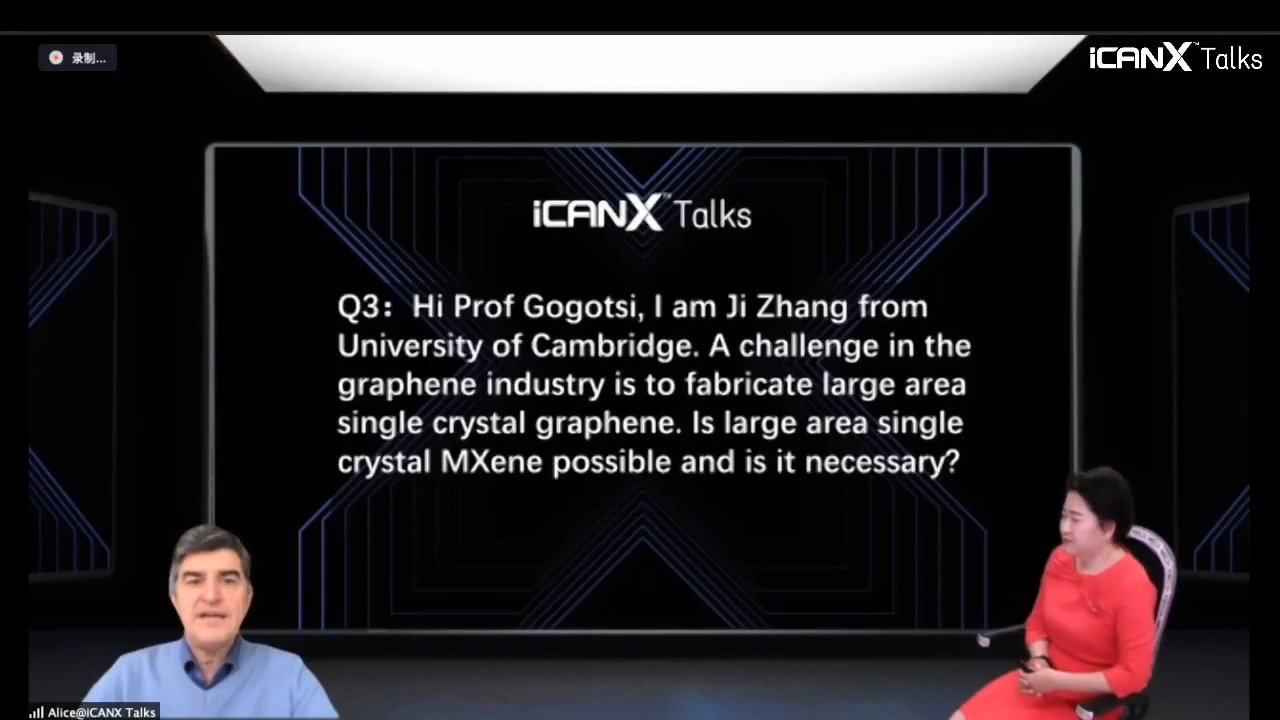 录制...
iCANX™ Talks
iCANX™ Talks
Q3：Hi Prof Gogotsi, I am Ji Zhang from
University of Cambridge. A challenge in the
graphene industry is to fabricate large area
single crystal graphene. Is large area single
crystal MXene possible and is it necessary?
Alice@iCANX Talks